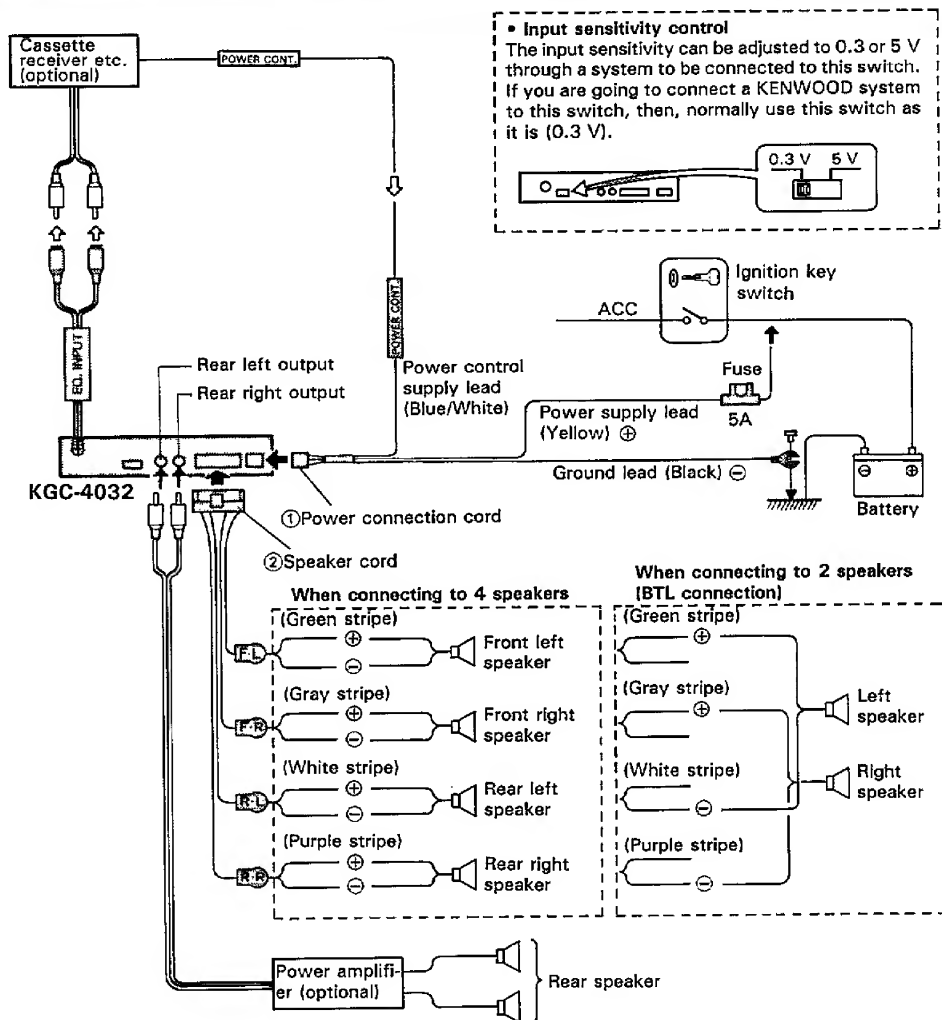 Cassette
receiver etc.
(optional)
POWER CONT.
• Input sensitivity control
The input sensitivity can be adjusted to 0.3 or 5 V
through a system to be connected to this switch.
If you are going to connect a KENWOOD system
to this switch, then, normally use this switch as
it is (0.3 V).
0.3 V 5 V
Ignition key
switch
ACC
POWER CONT.
EQ. INPUT
Rear left output
Rear right output
Power control
supply lead
(Blue/White)
Fuse
5A
Power supply lead
(Yellow) ⊕
Ground lead (Black) ⊖
⊖ ⊕
Battery
KGC-4032
①Power connection cord
②Speaker cord
When connecting to 4 speakers
(Green stripe)
F·L
⊕
⊖
Front left
speaker
(Gray stripe)
F·R
⊕
⊖
Front right
speaker
(White stripe)
R·L
⊕
⊖
Rear left
speaker
(Purple stripe)
R·R
⊕
⊖
Rear right
speaker
When connecting to 2 speakers
(BTL connection)
(Green stripe)
⊕
(Gray stripe)
⊕
Left
speaker
(White stripe)
⊖
Right
speaker
(Purple stripe)
⊖
Power amplifi-
er (optional)
Rear speaker